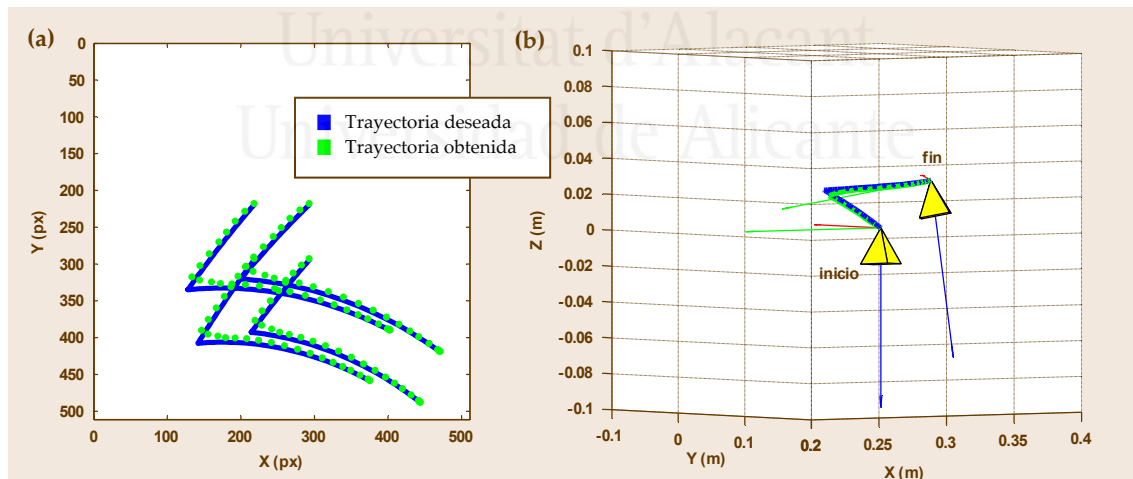 Universitat d'Alacant
Universidad de Alicante
(a)
0
50
100
150
200
250
300
350
400
450
500
Y (px)
0
100
200
300
400
500
X (px)
Trayectoria deseada
Trayectoria obtenida
(b)
0.1
0.08
0.06
0.04
0.02
0
-0.02
-0.04
-0.06
-0.08
-0.1
Z (m)
fin
inicio
-0.1
0
0.1
0.2
Y (m)
0.2
0.25
0.3
0.35
0.4
X (m)